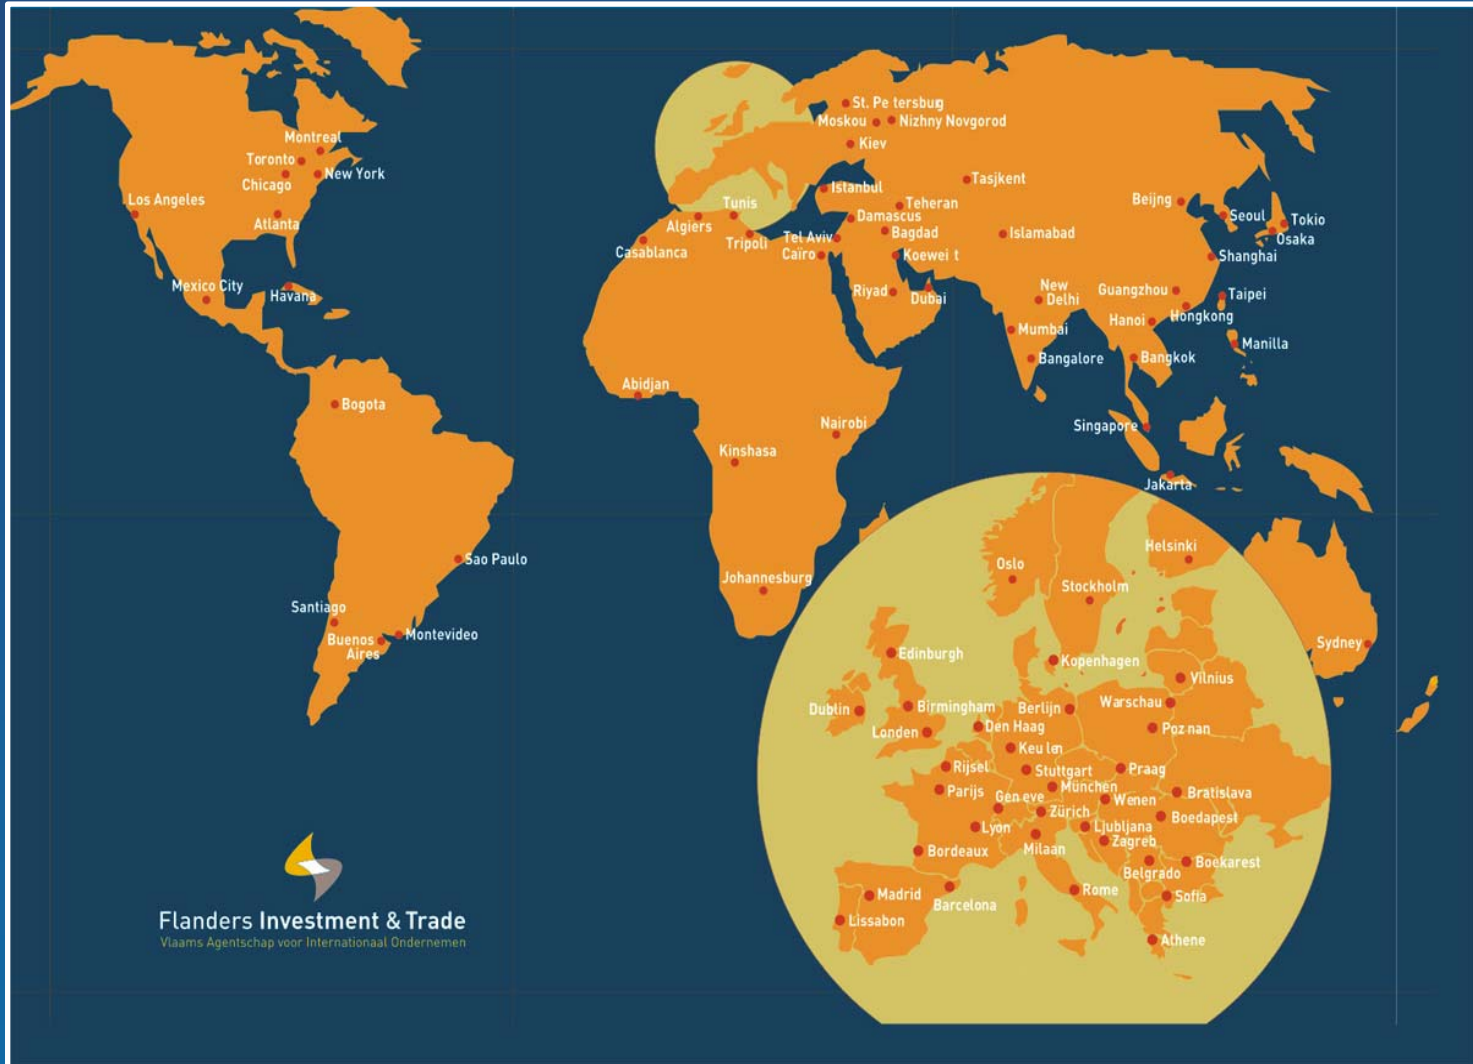 Montreal
Toronto
Chicago
New York
Los Angeles
Atlanta
Mexico City
Havana
Bogota
Sao Paulo
Santiago
Buenos
Aires
Montevideo
St. Pe tersburg
Moskou
Nizhny Novgorod
Kiev
Istanbul
Tasjkent
Teheran
Damascus
Bagdad
Tunis
Algiers
Tripoli
Casablanca
Tel Aviv
Caïro
Koewei t
Riyad
Dubai
Islamabad
New
Delhi
Mumbai
Bangalore
Beijng
Seoul
Tokio
Osaka
Shanghai
Guangzhou
Taipei
Hongkong
Hanoi
Manilla
Bangkok
Singapore
Jakarta
Abidjan
Nairobi
Kinshasa
Johannesburg
Sydney
Helsinki
Oslo
Stockholm
Edinburgh
Kopenhagen
Vilnius
Dublin
Birmingham
Berlijn
Warschau
Londen
Den Haag
Poz nan
Keu len
Rijsel
Stuttgart
Praag
Parijs
München
Gen eve
Wenen
Bratislava
Zürich
Boedapest
Lyon
Ljubljana
Zagreb
Milaan
Bordeaux
Belgrado
Boekarest
Madrid
Barcelona
Rome
Sofia
Lissabon
Athene
Flanders Investment & Trade
Vlaams Agentschap voor Internationaal Ondernemen